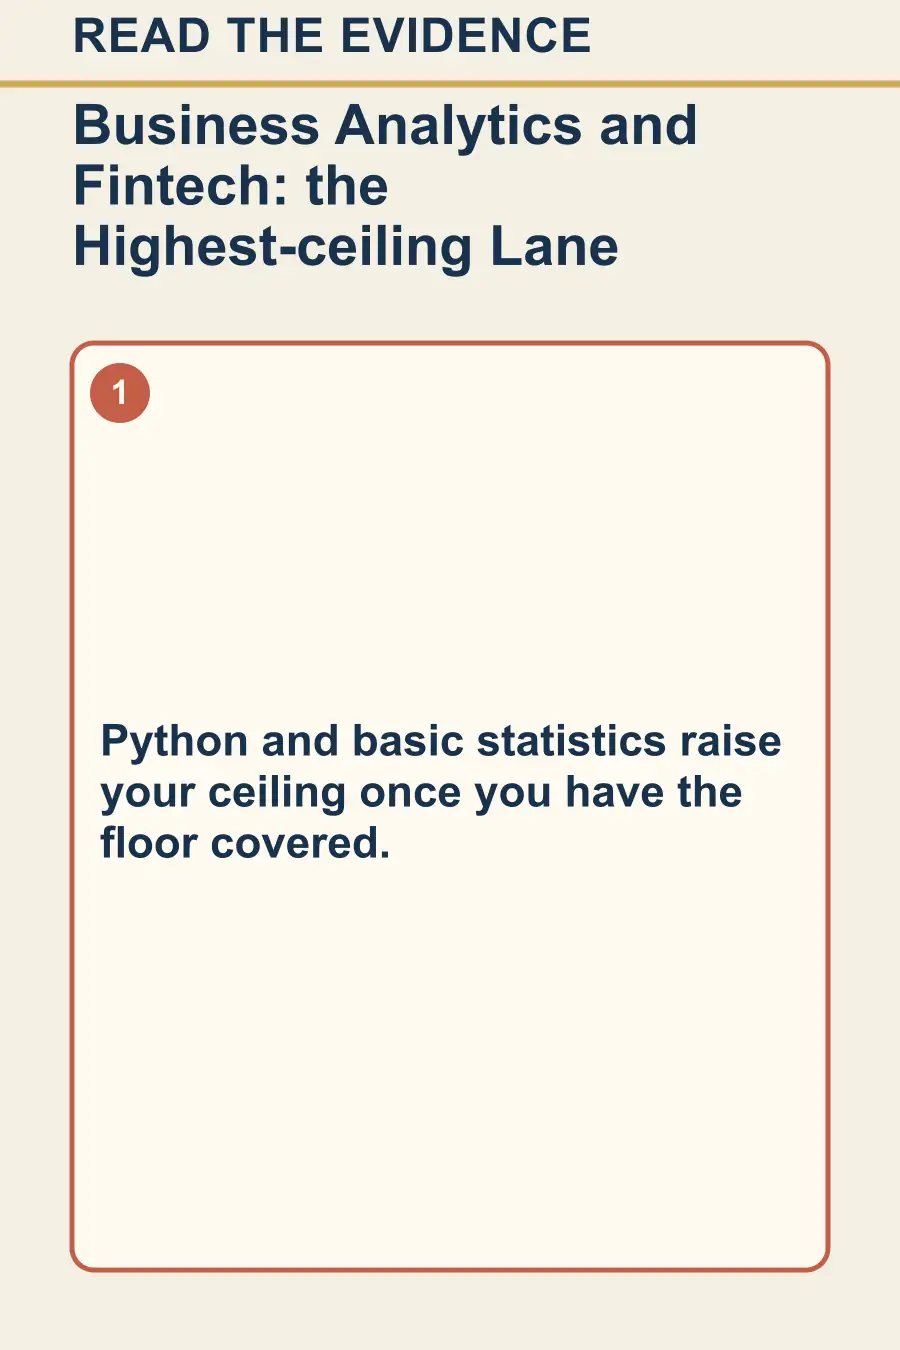 READ THE EVIDENCE
Business Analytics and
Fintech: the
Highest-ceiling Lane
1
Python and basic statistics raise
your ceiling once you have the
floor covered.